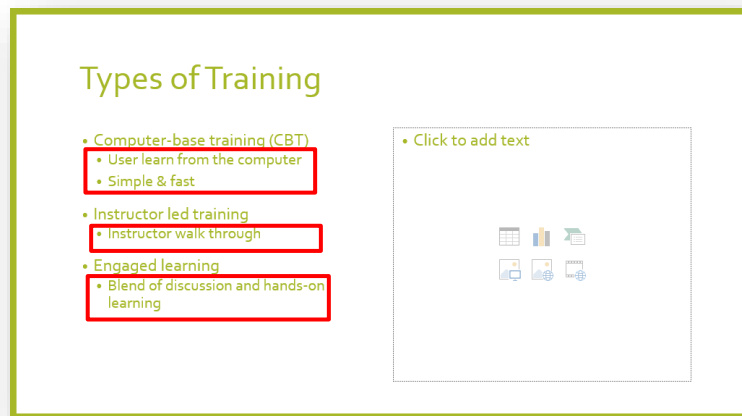 Types of Training
• Computer-base training (CBT)
• User learn from the computer
• Simple & fast
• Instructor led training
• Instructor walk through
• Engaged learning
• Blend of discussion and hands-on
learning
• Click to add text